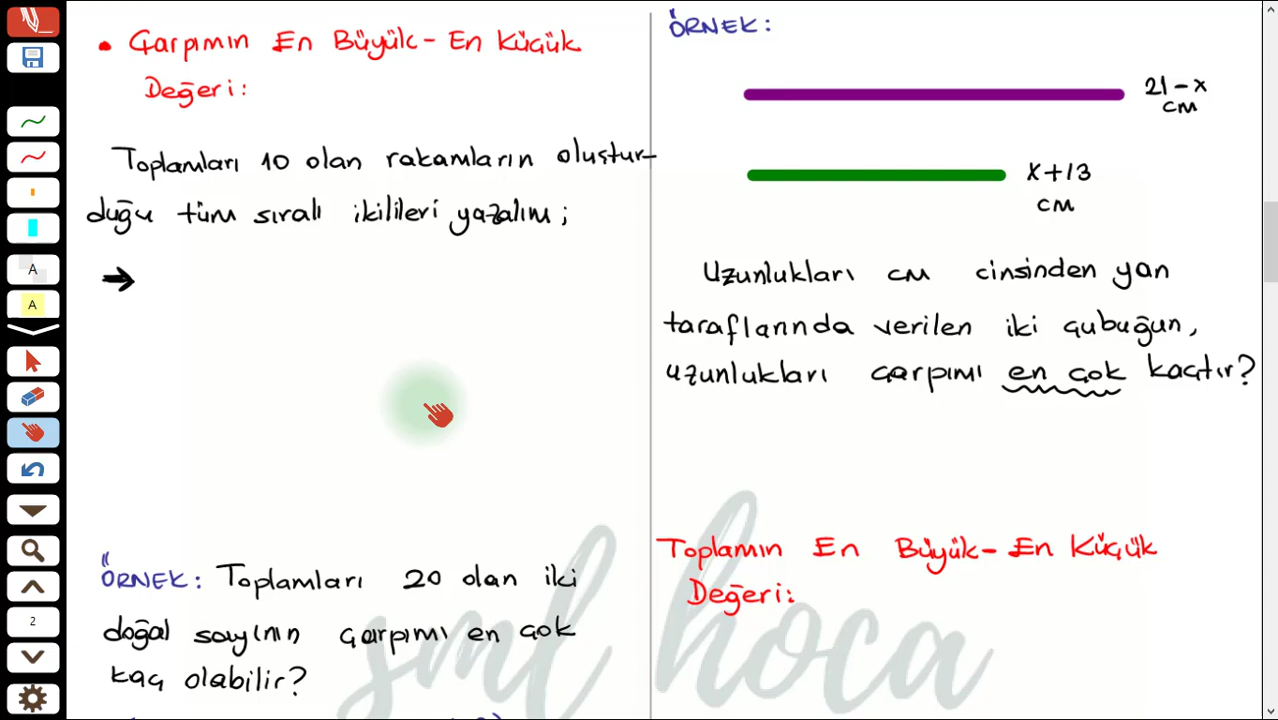 • Çarpımın En Büyük - En Küçük
Değeri:
Toplamları 10 olan rakamların oluştur-
duğu tüm sıralı ikilileri yazalım;
→
ÖRNEK: Toplamları 20 olan iki
doğal sayının çarpımı en çok
kaç olabilir?
ÖRNEK:
21-x
cm
x+13
cm
Uzunlukları cm cinsinden yan
taraflarında verilen iki çubuğun,
uzunlukları çarpımı en çok kaçtır?
Toplamın En Büyük - En Küçük
Değeri:
sml hoca
A
A
2